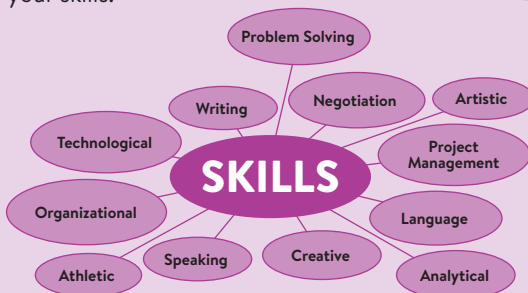 your skills.
Problem Solving
Writing
Negotiation
Artistic
Technological
Project
Management
SKILLS
Organizational
Language
Speaking
Creative
Athletic
Analytical